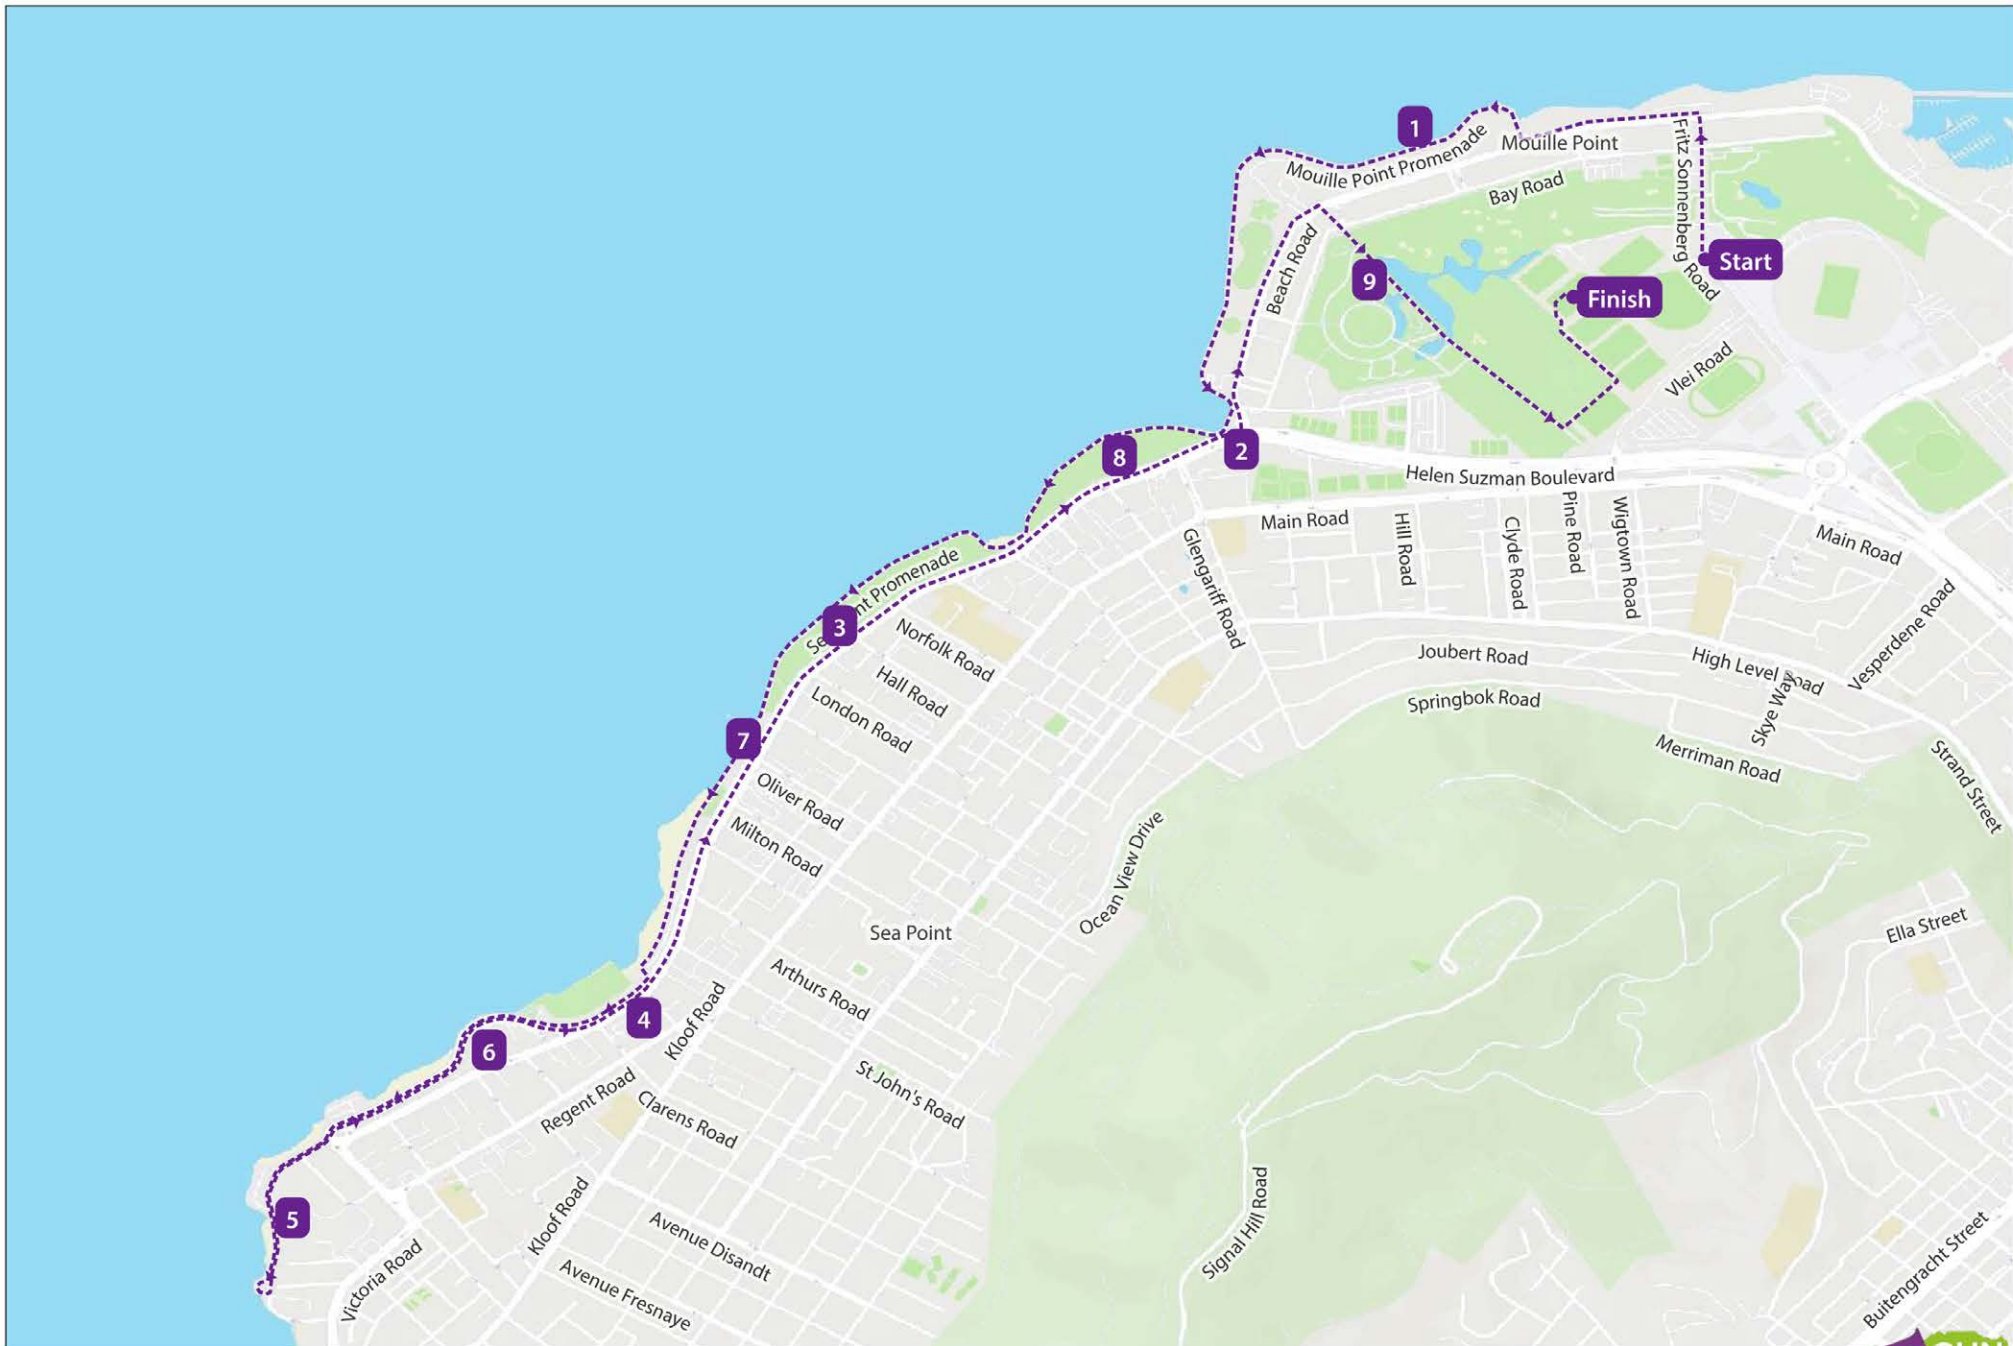 1
Mouille Point
Mouille Point Promenade
Bay Road
Fritz Sonnenberg Road
Start
Beach Road
9
Finish
Vlei Road
8
2
Helen Suzman Boulevard
Main Road
Hill Road
Clyde Road
Pine Road
Wigtown Road
Main Road
Glengariff Road
3
Promenade
Norfolk Road
Hall Road
London Road
Joubert Road
High Level Road
Skye Way
Vesperdene Road
Springbok Road
Merriman Road
Strand Street
7
Oliver Road
Milton Road
Ocean View Drive
Sea Point
Ella Street
Arthurs Road
4
Kloof Road
6
St John's Road
Regent Road
Clarens Road
5
Kloof Road
Victoria Road
Avenue Disandt
Avenue Fresnaye
Signal Hill Road
Buitengracht Street